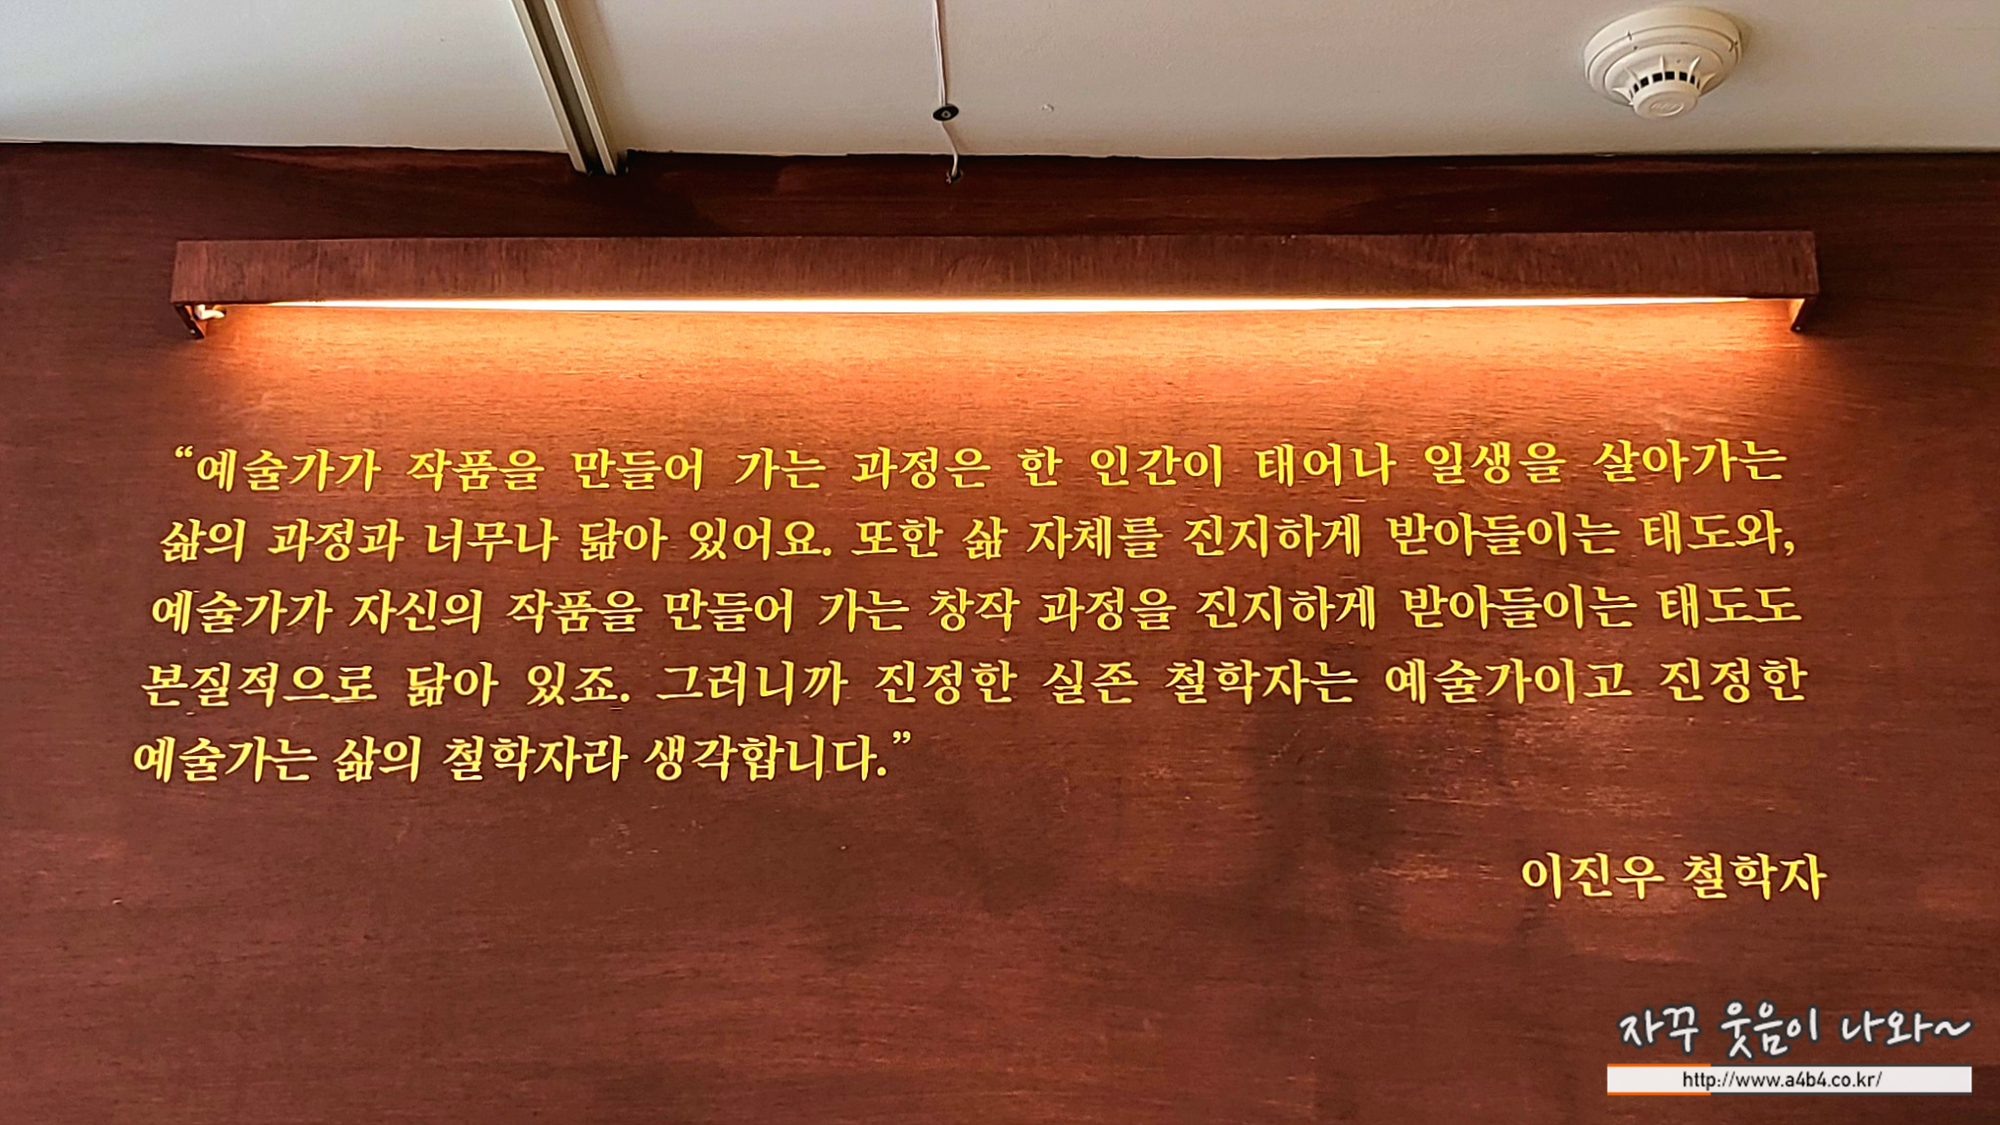 “예술가가 작품을 만들어 가는 과정은 한 인간이 태어나 일생을 살아가는
삶의 과정과 너무나 닮아 있어요. 또한 삶 자체를 진지하게 받아들이는 태도와,
예술가가 자신의 작품을 만들어 가는 창작 과정을 진지하게 받아들이는 태도도
본질적으로 닮아 있죠. 그러니까 진정한 실존 철학자는 예술가이고 진정한
예술가는 삶의 철학자라 생각합니다.”
이진우 철학자
자꾸 웃음이 나와~
http://www.a4b4.co.kr/